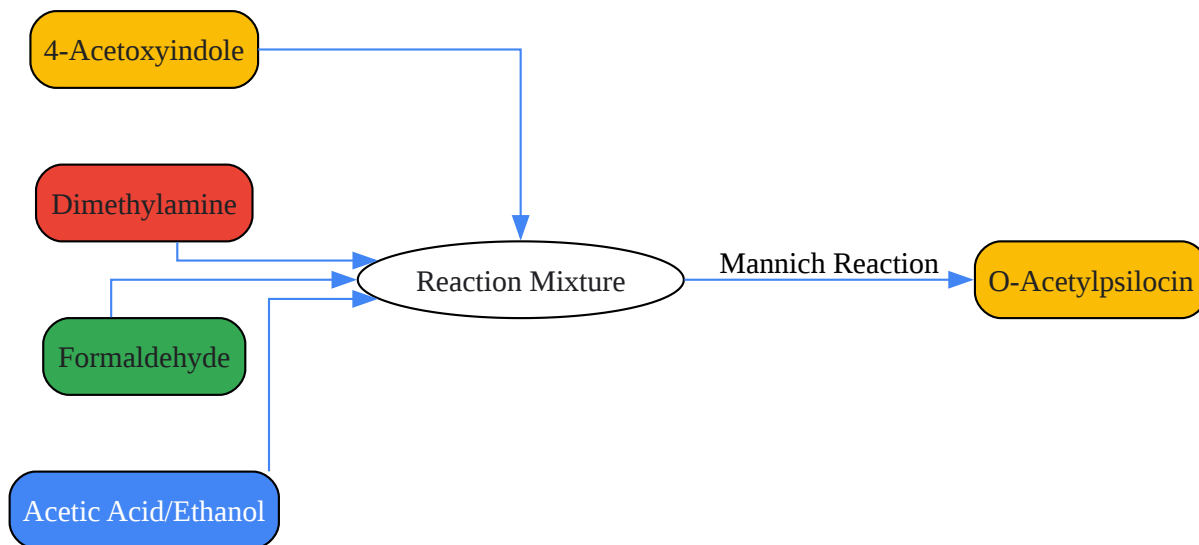 4-Acetoxyindole
Dimethylamine
Formaldehyde
Acetic Acid/Ethanol
Reaction Mixture
Mannich Reaction
O-Acetylpsilocin